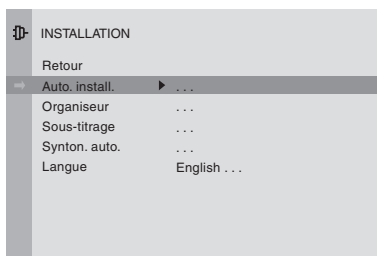 INSTALLATION
Retour
Auto. install. ...
Organiseur ...
Sous-titrage ...
Synton. auto. ...
Langue English ...